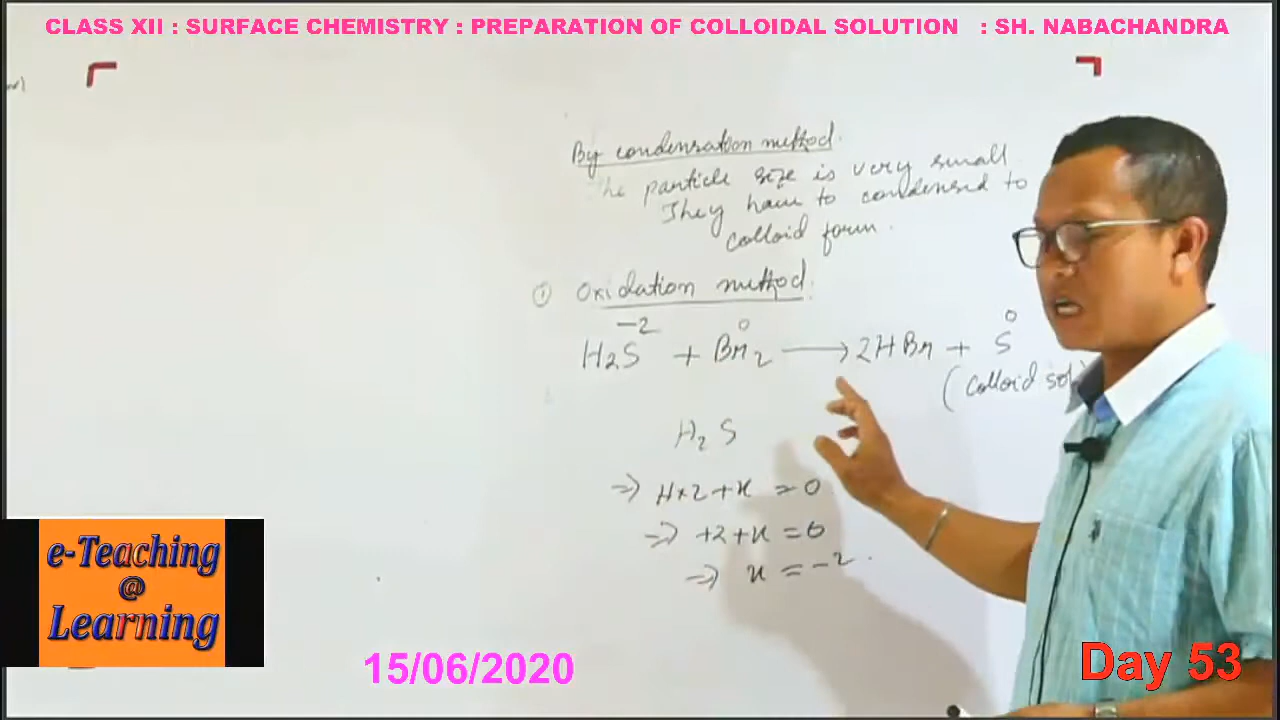 CLASS XII : SURFACE CHEMISTRY : PREPARATION OF COLLOIDAL SOLUTION : SH. NABACHANDRA
By condensation method.
he particle size is very small
They have to condensed to
colloid form.
① Oxidation method.
-2 0 0
H₂S + Br₂ ⟶ 2HBr + S
(Colloid sol)
H₂S
⇒ +1×2+x = 0
⇒ +2+x = 0
⇒ x = -2.
e-Teaching
@
Learning
15/06/2020
Day 53